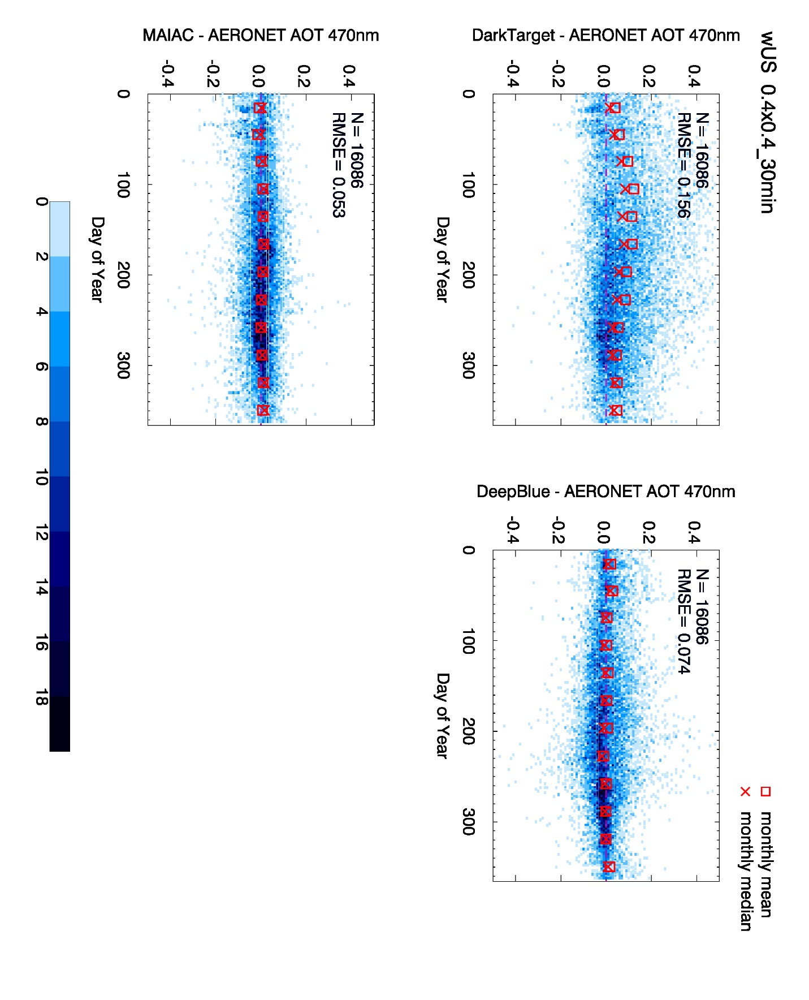 wUS 0.4x0.4_30min
□ monthly mean
× monthly median
DarkTarget - AERONET AOT 470nm
0.4
0.2
0.0
-0.2
-0.4
N= 16086
RMSE= 0.156
0 100 200 300
Day of Year
DeepBlue - AERONET AOT 470nm
0.4
0.2
0.0
-0.2
-0.4
N= 16086
RMSE= 0.074
0 100 200 300
Day of Year
MAIAC - AERONET AOT 470nm
0.4
0.2
0.0
-0.2
-0.4
N= 16086
RMSE= 0.053
0 100 200 300
Day of Year
0 2 4 6 8 10 12 14 16 18